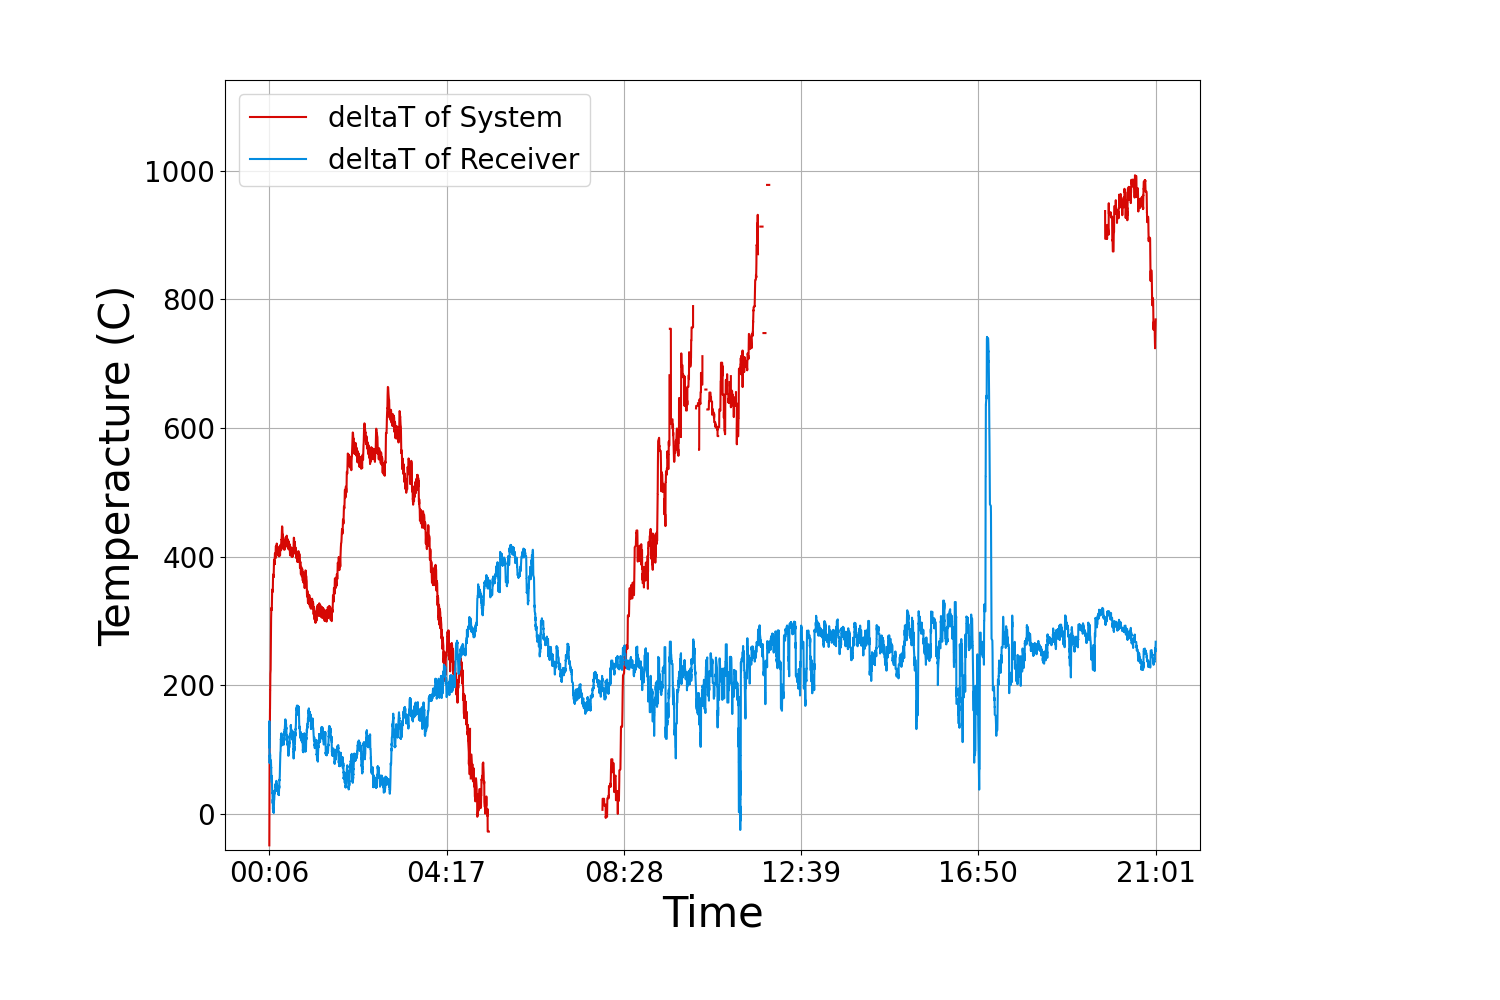 deltaT of System
deltaT of Receiver
1000
800
600
400
200
0
Temperacture (C)
00:06 04:17 08:28 12:39 16:50 21:01
Time